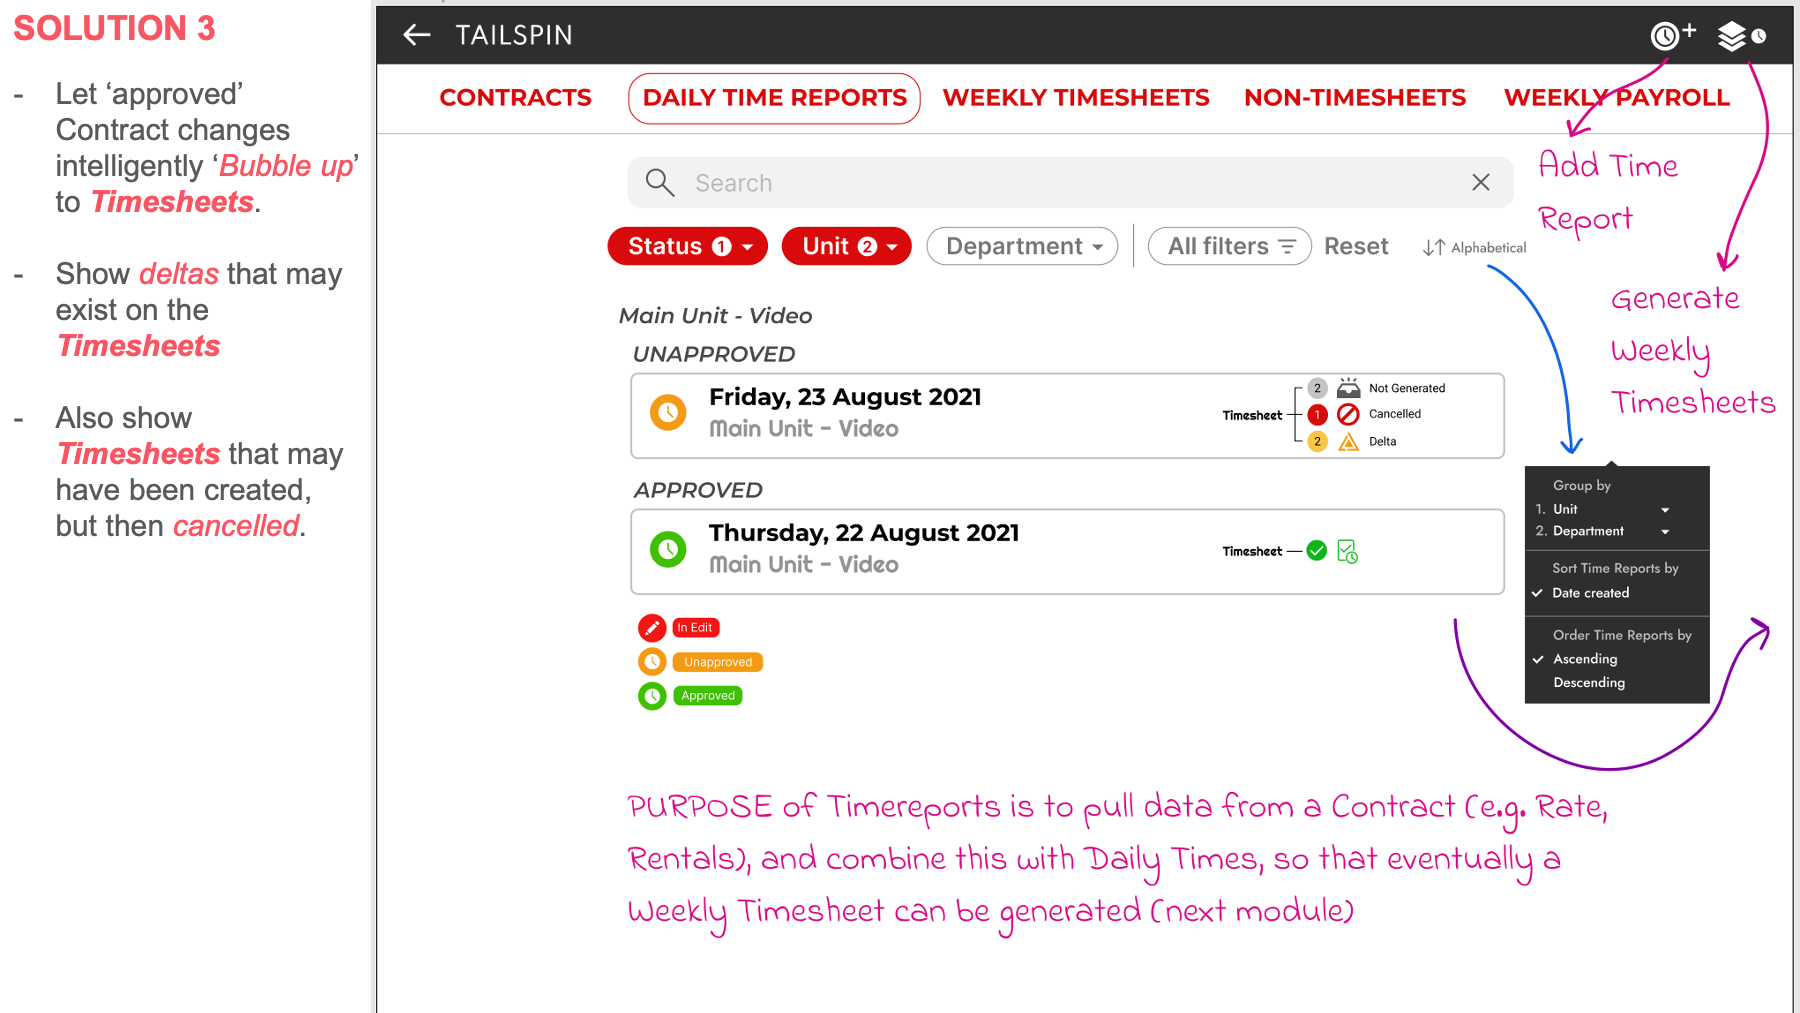 SOLUTION 3
- Let ‘approved’
Contract changes
intelligently ‘Bubble up’
to Timesheets.
- Show deltas that may
exist on the
Timesheets
- Also show
Timesheets that may
have been created,
but then cancelled.
TAILSPIN
CONTRACTS DAILY TIME REPORTS WEEKLY TIMESHEETS NON-TIMESHEETS WEEKLY PAYROLL
Add Time
Report
Search
Status 1 Unit 2 Department All filters Reset Alphabetical
Generate
Weekly
Timesheets
Main Unit - Video
UNAPPROVED
Friday, 23 August 2021
Main Unit - Video
Timesheet
2 Not Generated
1 Cancelled
2 Delta
APPROVED
Thursday, 22 August 2021
Main Unit - Video
Timesheet
Group by
1. Unit
2. Department
Sort Time Reports by
Date created
Order Time Reports by
Ascending
Descending
In Edit
Unapproved
Approved
PURPOSE of Timereports is to pull data from a Contract (e.g. Rate,
Rentals), and combine this with Daily Times, so that eventually a
Weekly Timesheet can be generated (next module)